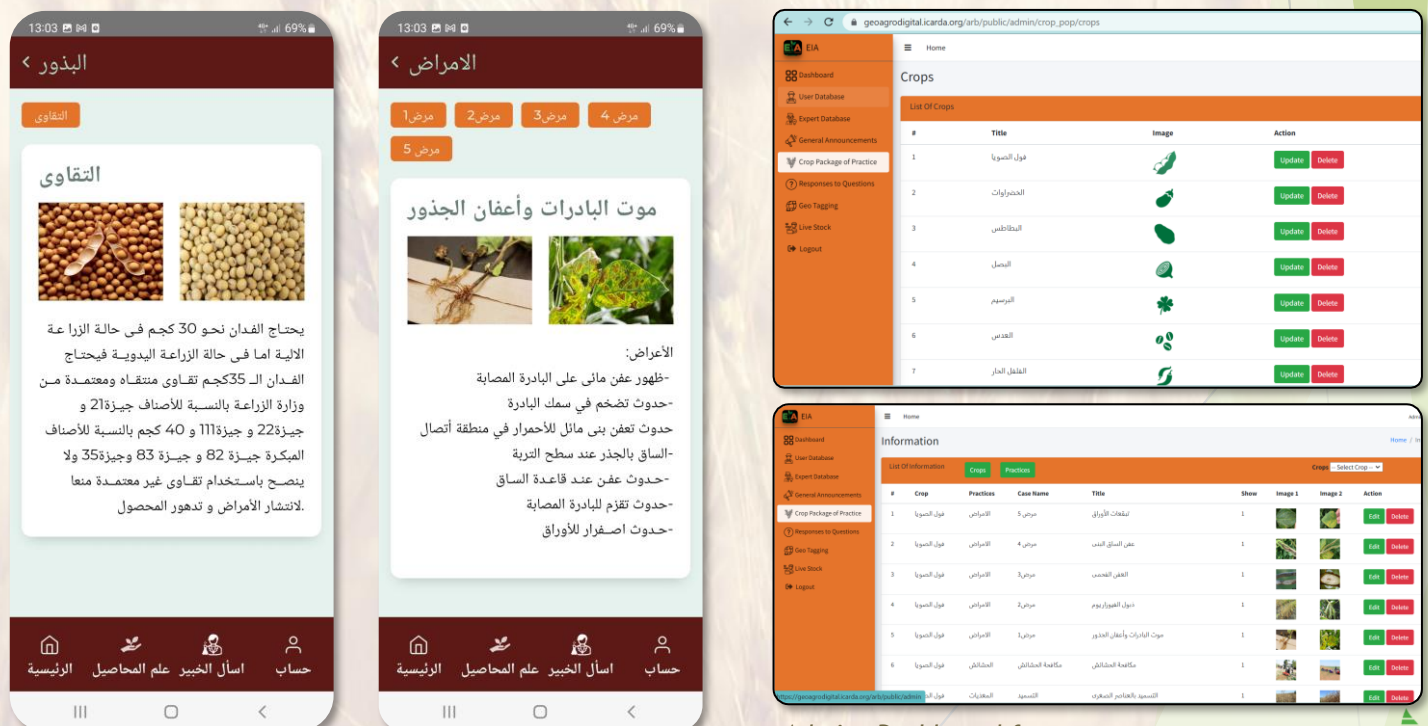 13:03
69%
البذور >
التقاوى
التقاوى
يحتاج الفدان نحو 30 كجم فى حالة الزرا عة
الالية اما فى حالة الزراعة اليدوية فيحتاج
الفدان الـ 35كجم تقاوى منتقاه ومعتمدة من
وزارة الزراعة بالنسبة للأصناف جيزة21 و
جيزة22 و جيزة111 و 40 كجم بالنسبة للأصناف
المبكرة جيزة 82 و جيزة 83 وجيزة35 ولا
ينصح باستخدام تقاوى غير معتمدة منعا
.لانتشار الأمراض و تدهور المحصول
الرئيسية علم المحاصيل اسأل الخبير حساب
13:03
69%
الامراض >
مرض1 مرض2 مرض3 مرض 4
مرض 5
موت البادرات وأعفان الجذور
الأعراض:
-ظهور عفن مائى على البادرة المصابة
-حدوث تضخم في سمك البادرة
حدوث تعفن بنى مائل للأحمرار في منطقة أتصال
-الساق بالجذر عند سطح التربة
-حدوث عفن عند قاعدة الساق
-حدوث تقزم للبادرة المصابة
-حدوث اصفرار للأوراق
الرئيسية علم المحاصيل اسأل الخبير حساب
geoagrodigital.icarda.org/arb/public/admin/crop_pop/crops
EIA
Home
Dashboard
User Database
Expert Database
General Announcements
Crop Package of Practice
Responses to Questions
Geo Tagging
Live Stock
Logout
Crops
List Of Crops
# Title Image Action
1 فول الصويا Update Delete
2 الخضراوات Update Delete
3 البطاطس Update Delete
4 البصل Update Delete
5 البرسيم Update Delete
6 العدس Update Delete
7 الفلفل الحار Update Delete
EIA
Home
Dashboard
User Database
Expert Database
General Announcements
Crop Package of Practice
Responses to Questions
Geo Tagging
Live Stock
Logout
Information
Home /
List Of Information Crops Practices Crops -- Select Crop --
# Crop Practices Case Name Title Show Image 1 Image 2 Action
1 فول الصويا الامراض مرض 5 تبقعات الأوراق 1 Edit Delete
2 فول الصويا الامراض مرض 4 عفن الساق البنى 1 Edit Delete
3 فول الصويا الامراض مرض3 العفن الفحمى 1 Edit Delete
4 فول الصويا الامراض مرض2 ذبول الفيوزاريوم 1 Edit Delete
5 فول الصويا الامراض مرض1 موت البادرات وأعفان الجذور 1 Edit Delete
6 فول الصويا الحشائش مكافحة الحشائش مكافحة الحشائش 1 Edit Delete
فول المغذيات التسميد التسميد بالعناصر الصغرى 1 Edit Delete
https://geoagrodigital.icarda.org/arb/public/admin